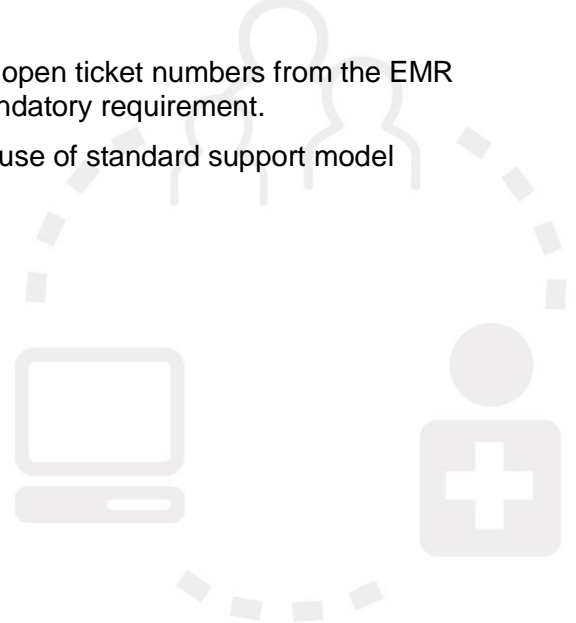 open ticket numbers from the EMR
ndatory requirement.
use of standard support model